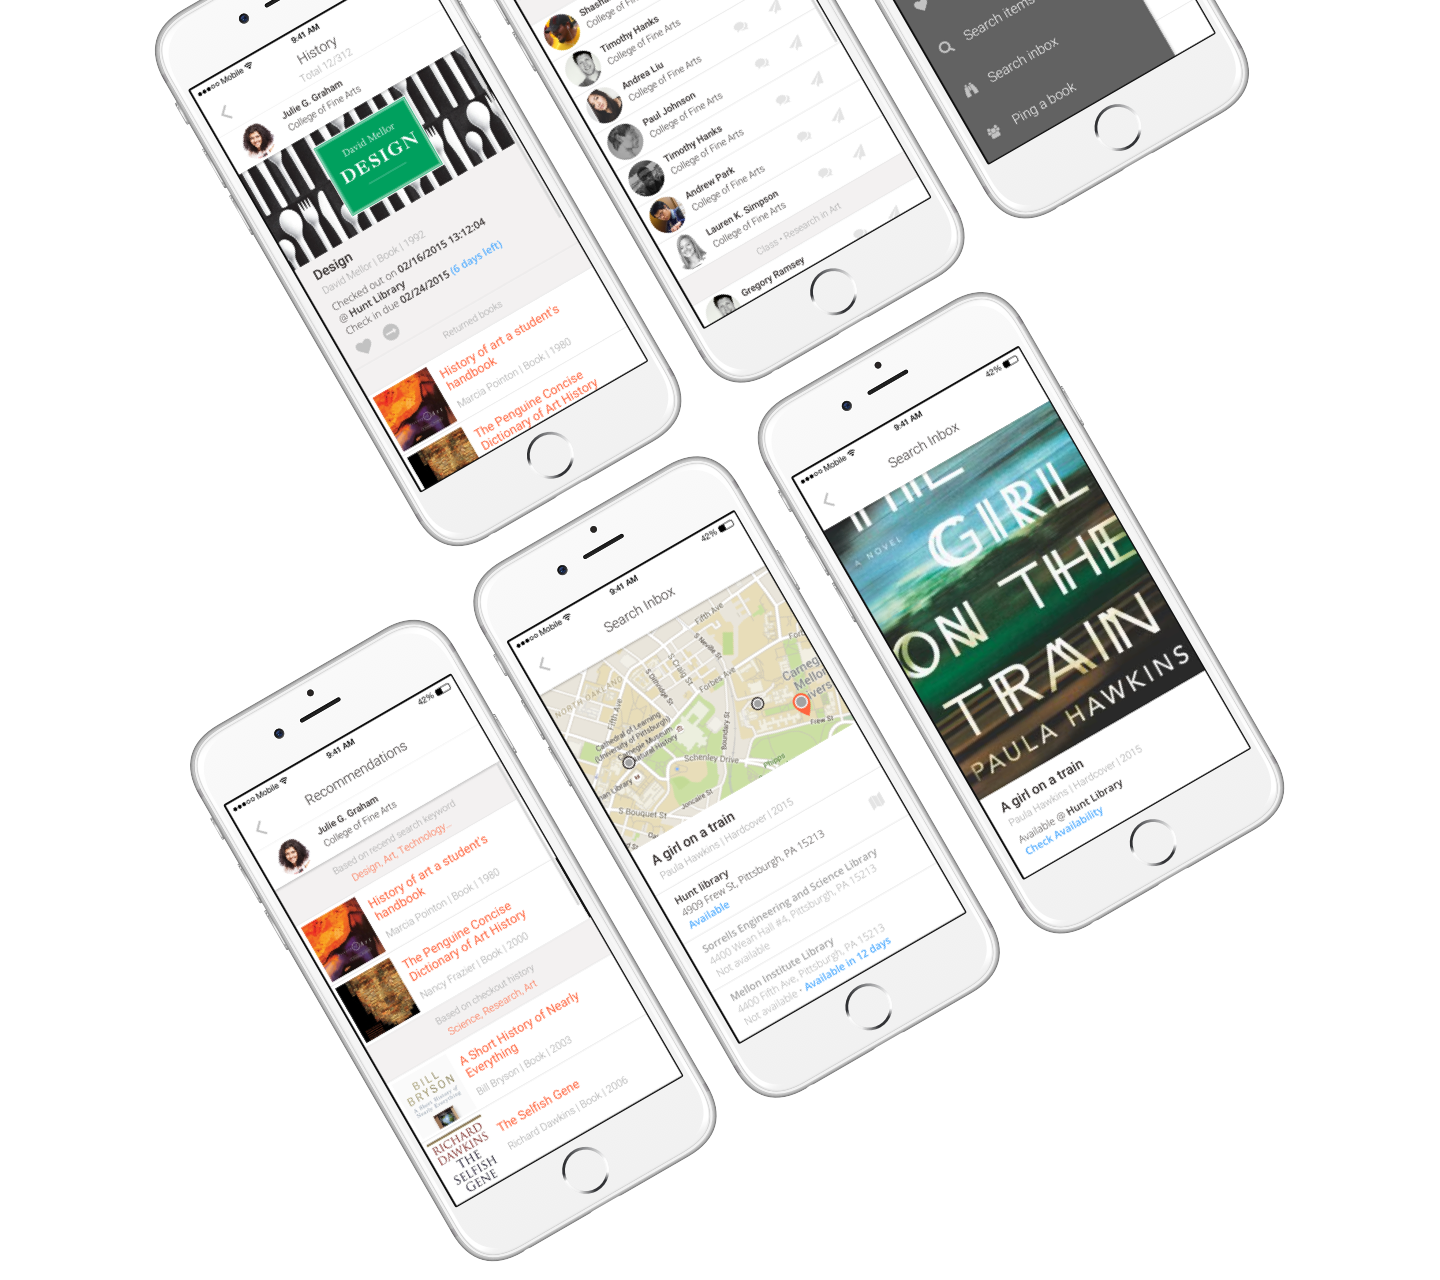 9:41 AM
Mobile
History
Total 12/312
Julie G. Graham
College of Fine Arts
David Mellor
DESIGN
Design
David Mellor | Book | 1992
Checked out on 02/16/2015 13:12:04
@ Hunt Library
Check in due 02/24/2015 (6 days left)
Returned books
History of art a student's
handbook
Marcia Pointon | Book | 1980
The Penguine Concise
Dictionary of Art History
College of Fine Arts
Timothy Hanks
College of Fine Arts
Andrea Liu
College of Fine Arts
Paul Johnson
College of Fine Arts
Timothy Hanks
College of Fine Arts
Andrew Park
College of Fine Arts
Lauren K. Simpson
College of Fine Arts
Class • Research in Art
Gregory Ramsey
Search items
Search inbox
Ping a book
42%
9:41 AM
Mobile
Recommendations
Julie G. Graham
College of Fine Arts
Based on recend search keyword
Design, Art, Technology...
History of art a student's
handbook
Marcia Pointon | Book | 1980
The Penguine Concise
Dictionary of Art History
Nancy Frazier | Book | 2000
Based on checkout history
Science, Research, Art
BILL
BRYSON
A Short History of
Nearly Everything
A Short History of Nearly
Everything
Bill Bryson | Book | 2003
RICHARD
DAWKINS
THE
SELFISH
GENE
The Selfish Gene
Richard Dawkins | Book | 2006
42%
9:41 AM
Mobile
Search Inbox
Fifth Ave
S Neville St
S Craig St
Forbes Ave
S Dithridge St
NORTH OAKLAND
Fifth Ave
Cathedral of Learning
(University of Pittsburgh)
Carnegie Museum
Natural History
Boundary St
Carneg
Mellon
Frew St
Schenley Drive
Phipps
Library
Joncaire St
S Bouquet St
A girl on a train
Paula Hawkins | Hardcover | 2015
Hunt library
4909 Frew St, Pittsburgh, PA 15213
Available
Sorrells Engineering and Science Library
4400 Wean Hall #4, Pittsburgh, PA 15213
Not available
Mellon Institute Library
4400 Fifth Ave, Pittsburgh, PA 15213
Not available • Available in 12 days
42%
9:41 AM
Mobile
Search Inbox
THE
GIRL
A NOVEL
ON THE
TRAIN
PAULA HAWKINS
A girl on a train
Paula Hawkins | Hardcover | 2015
Available @ Hunt Library
Check Availability